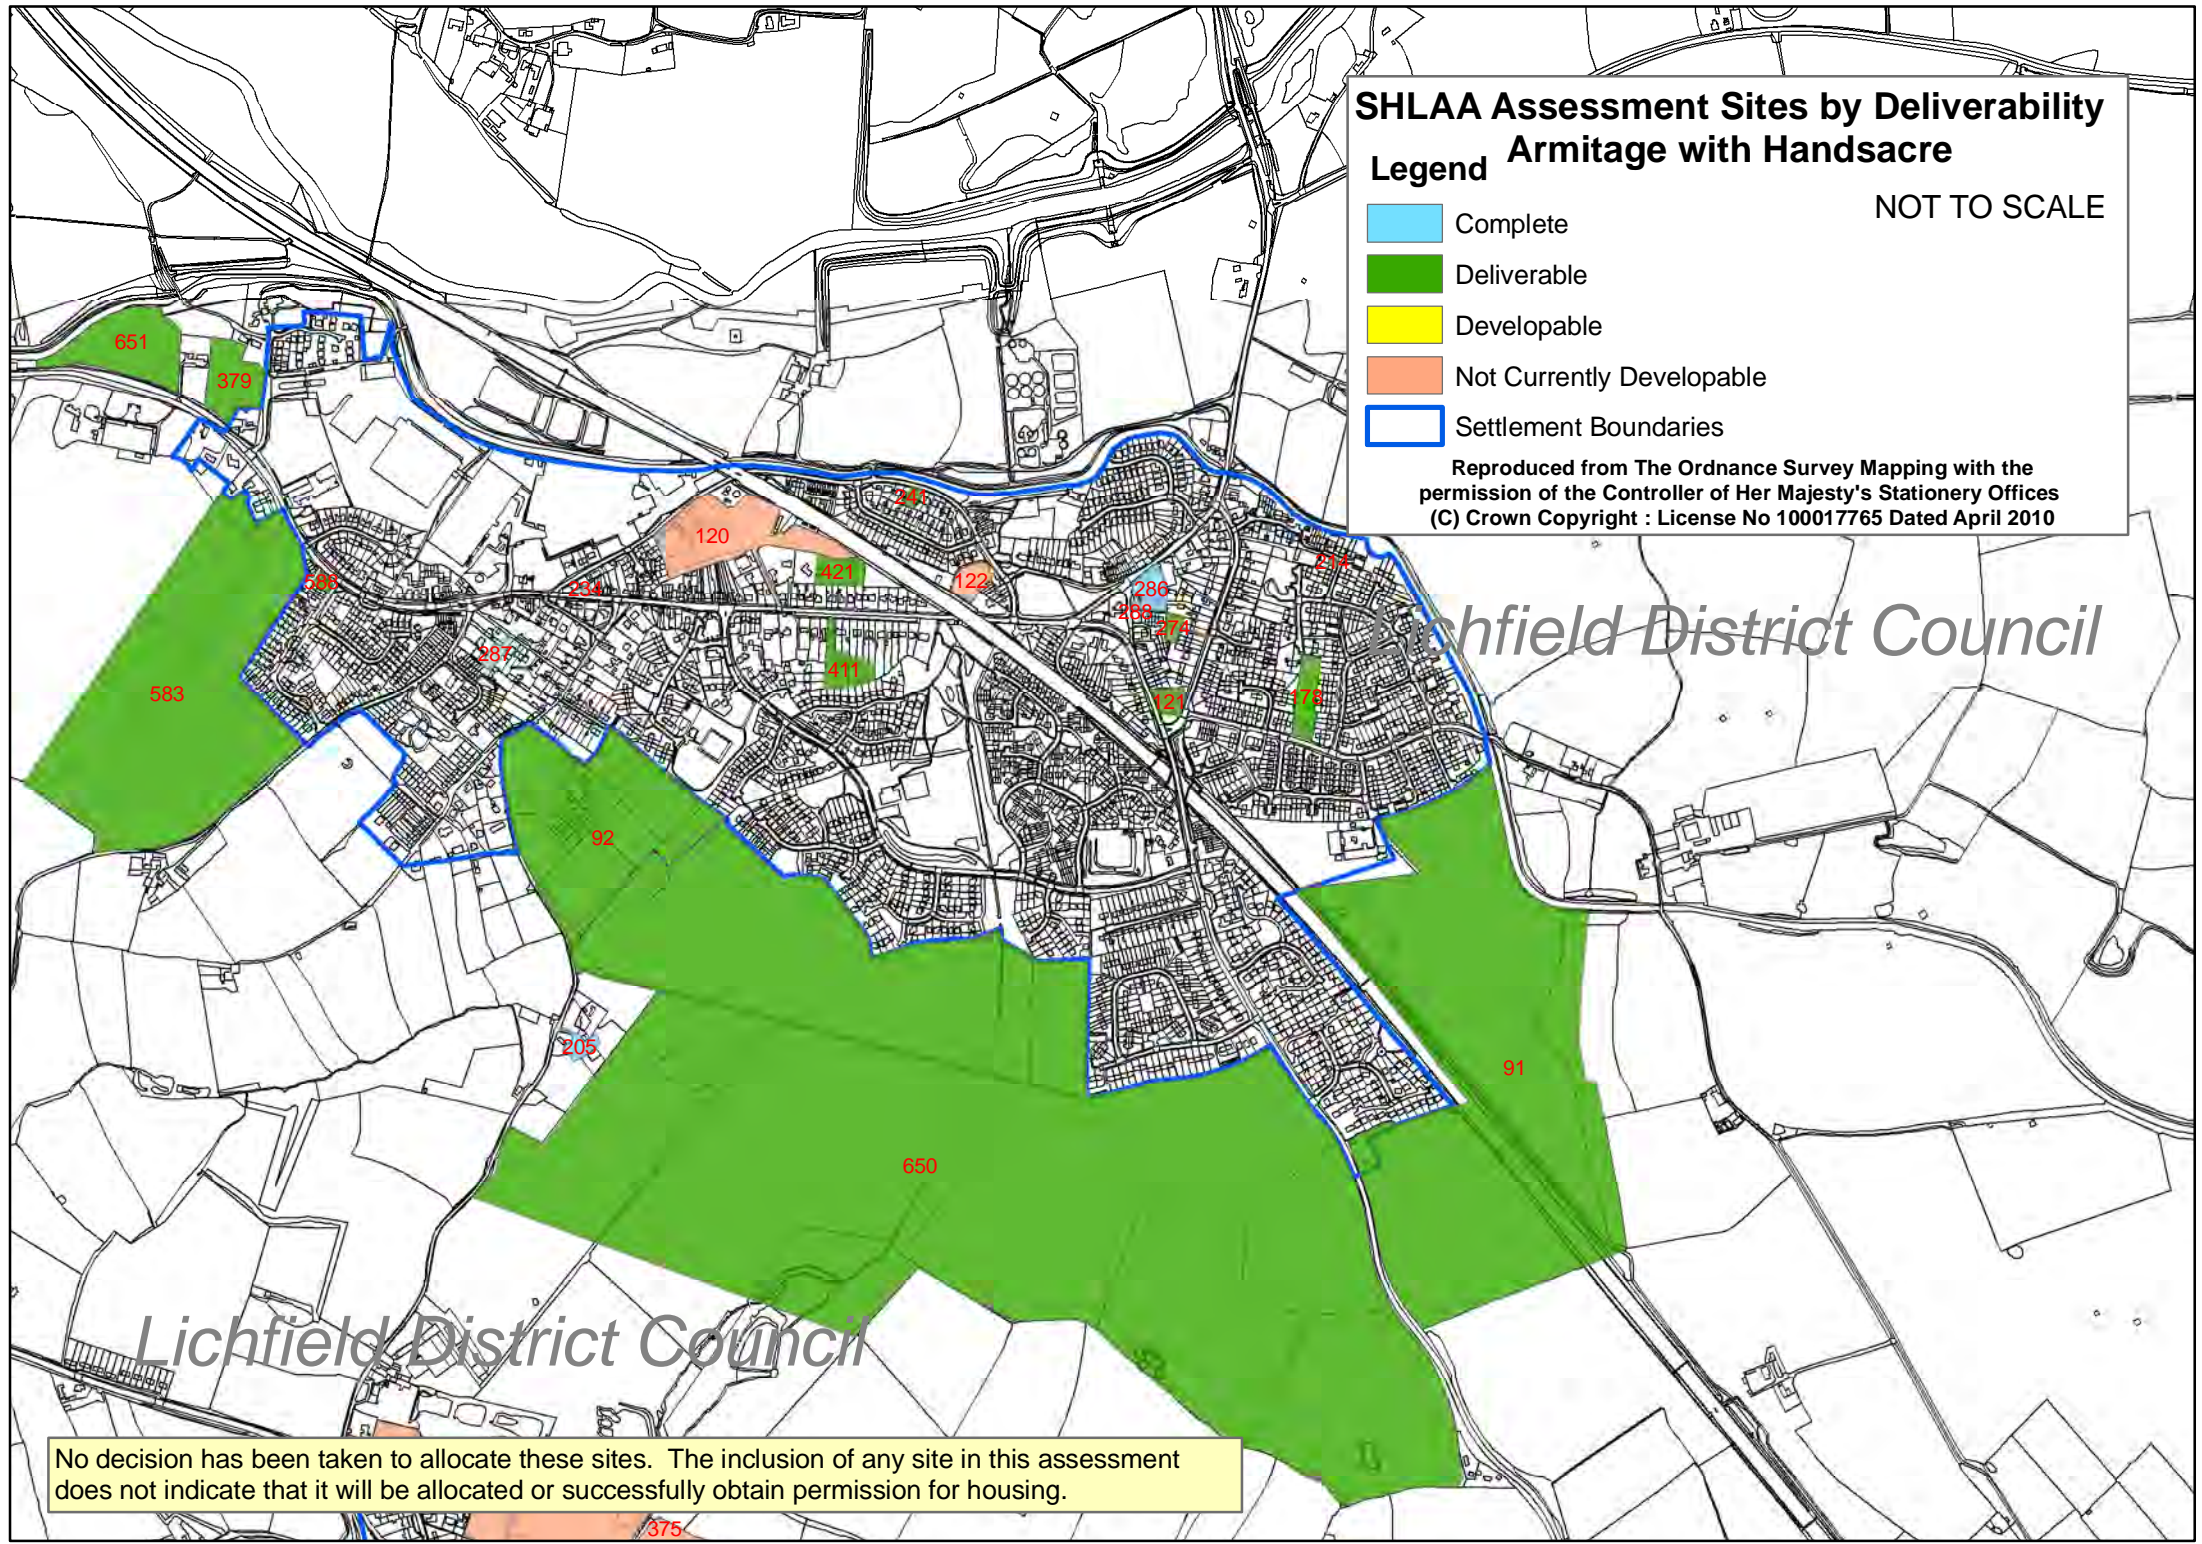 SHLAA Assessment Sites by Deliverability
Armitage with Handsacre
Legend
NOT TO SCALE
Complete
Deliverable
Developable
Not Currently Developable
Settlement Boundaries
Reproduced from The Ordnance Survey Mapping with the
permission of the Controller of Her Majesty's Stationery Offices
(C) Crown Copyright : License No 100017765 Dated April 2010
651
379
241
120
421
122
214
588
234
286
288
274
Lichfield District Council
287
411
583
121
178
92
205
91
650
Lichfield District Council
No decision has been taken to allocate these sites.  The inclusion of any site in this assessment
does not indicate that it will be allocated or successfully obtain permission for housing.
375